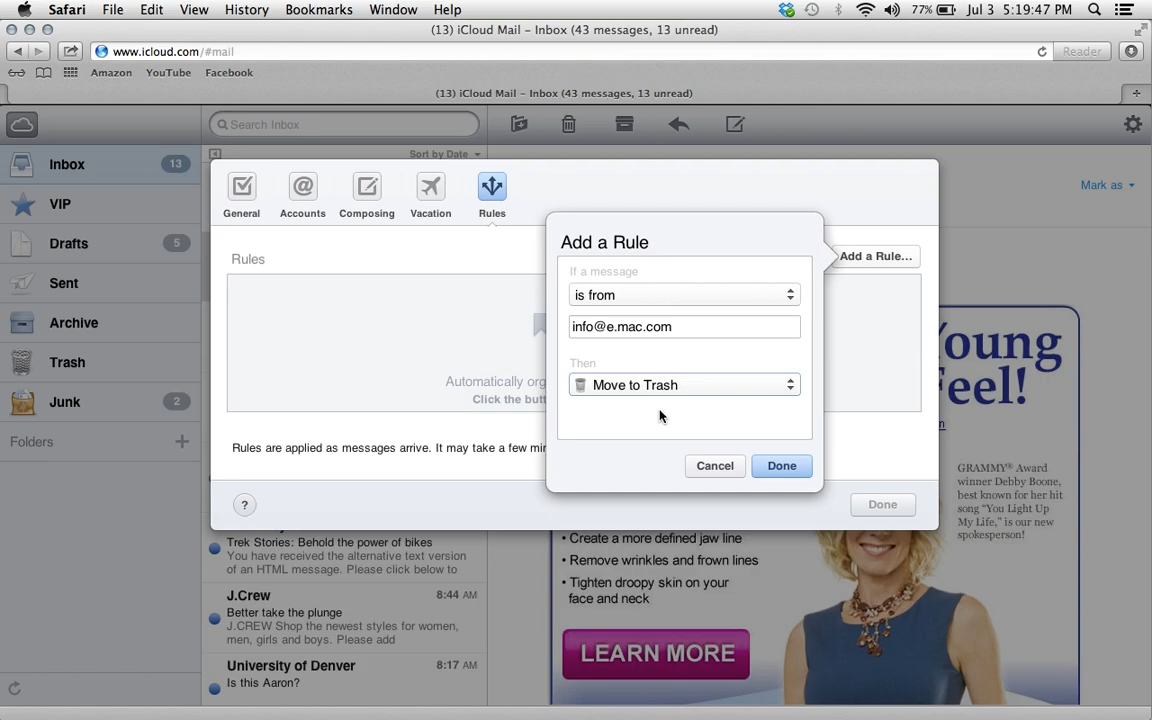 Safari File Edit View History Bookmarks Window Help 77% Jul 3 5:19:47 PM
(13) iCloud Mail – Inbox (43 messages, 13 unread)
www.icloud.com/#mail Reader
Amazon YouTube Facebook
(13) iCloud Mail – Inbox (43 messages, 13 unread)
Search Inbox
Inbox 13
VIP
Drafts 5
Sent
Archive
Trash
Junk 2
Folders
Sort by Date
Mark as
General Accounts Composing Vacation Rules
Rules
Add a Rule...
Automatically org
Click the butt
Rules are applied as messages arrive. It may take a few min
? Done
Add a Rule
If a message
is from
info@e.mac.com
Then
Move to Trash
Cancel Done
Trek Stories: Behold the power of bikes
You have received the alternative text version
of an HTML message. Please click below to
J.Crew 8:44 AM
Better take the plunge
J.CREW Shop the newest styles for women,
men, girls and boys. Please add
University of Denver 8:17 AM
Is this Aaron?
Young
Feel!
GRAMMY® Award
winner Debby Boone,
best known for her hit
song “You Light Up
My Life,” is our new
spokesperson!
• Create a more defined jaw line
• Remove wrinkles and frown lines
• Tighten droopy skin on your
face and neck
LEARN MORE